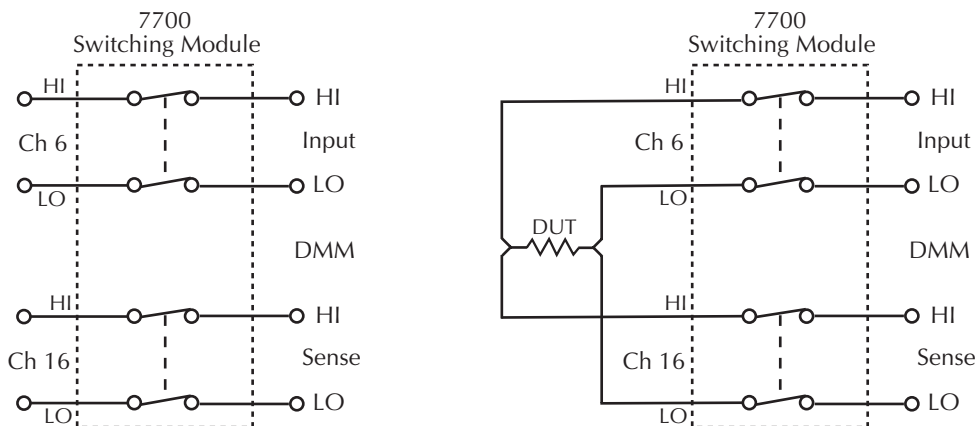 7700
Switching Module
HI
HI
Ch 6
Input
LO
LO
DMM
HI
HI
Ch 16
Sense
LO
LO
7700
Switching Module
HI
HI
Ch 6
Input
LO
LO
DUT
DMM
HI
HI
Ch 16
Sense
LO
LO